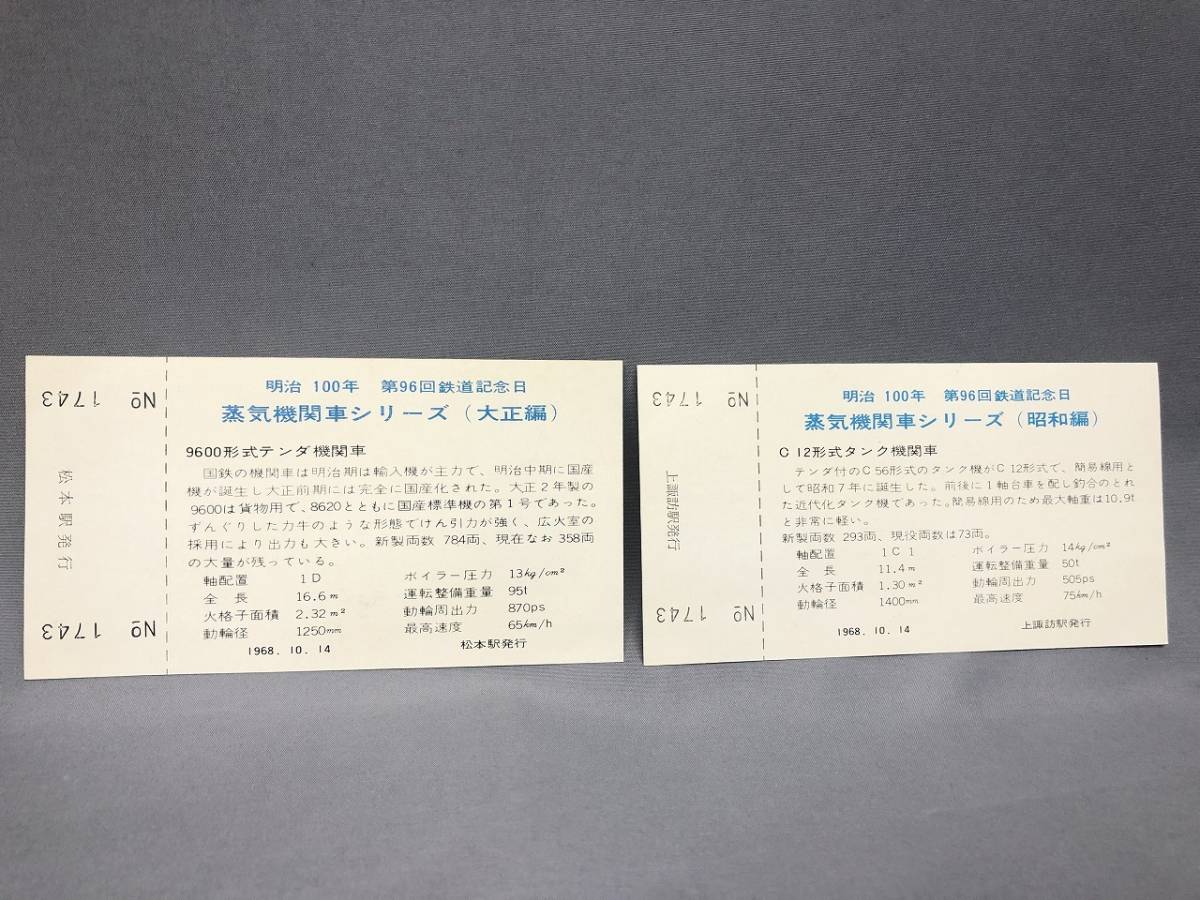 № 1743
松本駅発行
№ 1743
明治 100年 第96回鉄道記念日
蒸気機関車シリーズ（大正編）
9600形式テンダ機関車
国鉄の機関車は明治期は輸入機が主力で、明治中期に国産
機が誕生し大正前期には完全に国産化された。大正2年製の
9600は貨物用で、8620とともに国産標準機の第1号であった。
ずんぐりした力牛のような形態でけん引力が強く、広火室の
採用により出力も大きい。新製両数 784両、現在なお 358両
の大量が残っている。
軸配置 1D ボイラー圧力 13kg/cm²
全長 16.6m 運転整備重量 95t
火格子面積 2.32m² 動輪周出力 870ps
動輪径 1250mm 最高速度 65km/h
1968. 10. 14 松本駅発行
№ 1743
上諏訪駅発行
№ 1743
明治 100年 第96回鉄道記念日
蒸気機関車シリーズ（昭和編）
C 12形式タンク機関車
テンダ付のC 56形式のタンク機がC 12形式で、簡易線用と
して昭和7年に誕生した。前後に1軸台車を配し釣合のとれ
た近代化タンク機であった。簡易線用のため最大軸重は10.9t
と非常に軽い。
新製両数 293両、現役両数は73両。
軸配置 1C1 ボイラー圧力 14kg/cm²
全長 11.4m 運転整備重量 50t
火格子面積 1.30m² 動輪周出力 505ps
動輪径 1400mm 最高速度 75km/h
1968. 10. 14 上諏訪駅発行